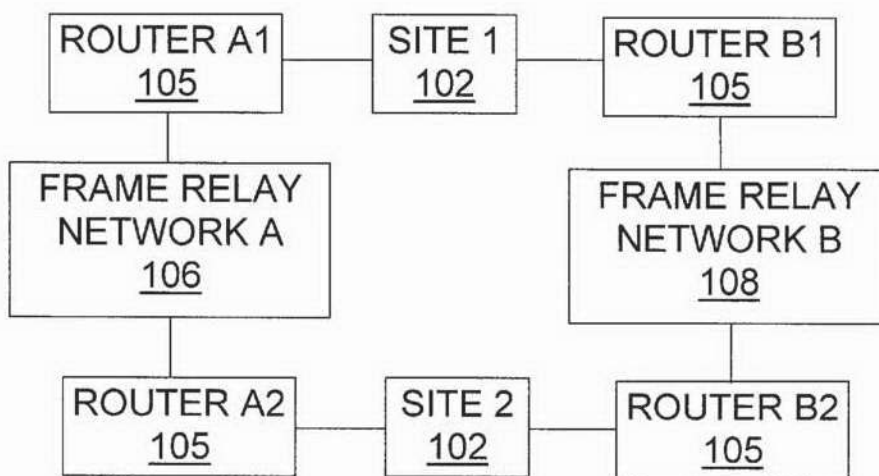 ROUTER A1
105
SITE 1
102
ROUTER B1
105
FRAME RELAY
NETWORK A
106
FRAME RELAY
NETWORK B
108
ROUTER A2
105
SITE 2
102
ROUTER B2
105